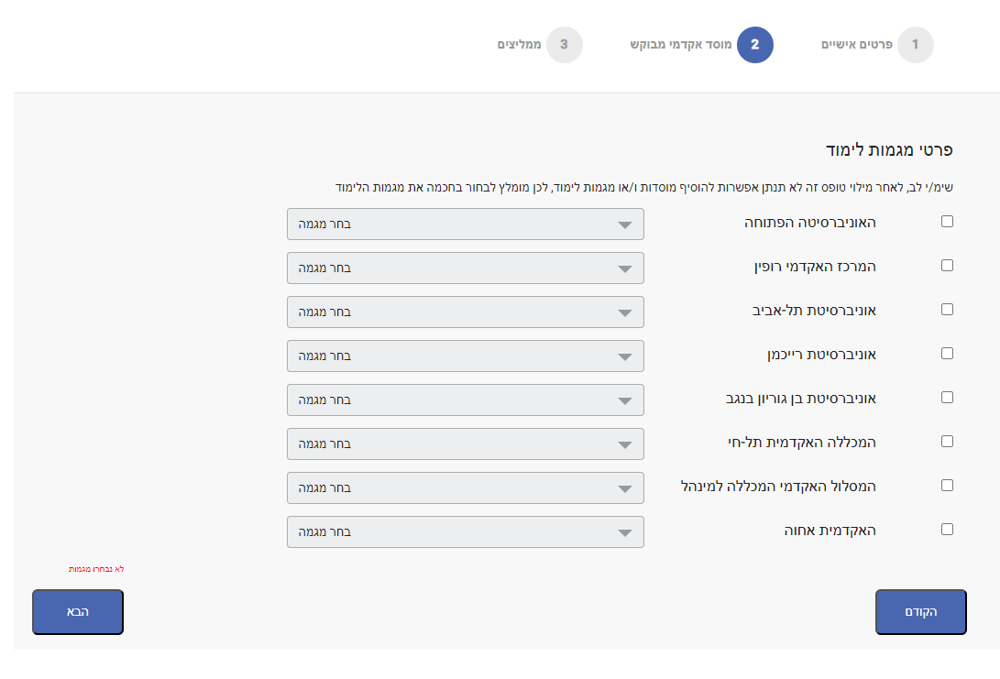 1 פרטים אישיים
2 מוסד אקדמי מבוקש
3 ממליצים
פרטי מגמות לימוד
שימ/י לב, לאחר מילוי טופס זה לא תנתן אפשרות להוסיף מוסדות ו/או מגמות לימוד, לכן מומלץ לבחור בחכמה את מגמות הלימוד
האוניברסיטה הפתוחה בחר מגמה
המרכז האקדמי רופין בחר מגמה
אוניברסיטת תל-אביב בחר מגמה
אוניברסיטת רייכמן בחר מגמה
אוניברסיטת בן גוריון בנגב בחר מגמה
המכללה האקדמית תל-חי בחר מגמה
המסלול האקדמי המכללה למינהל בחר מגמה
האקדמית אחוה בחר מגמה
לא נבחרו מגמות
הקודם הבא